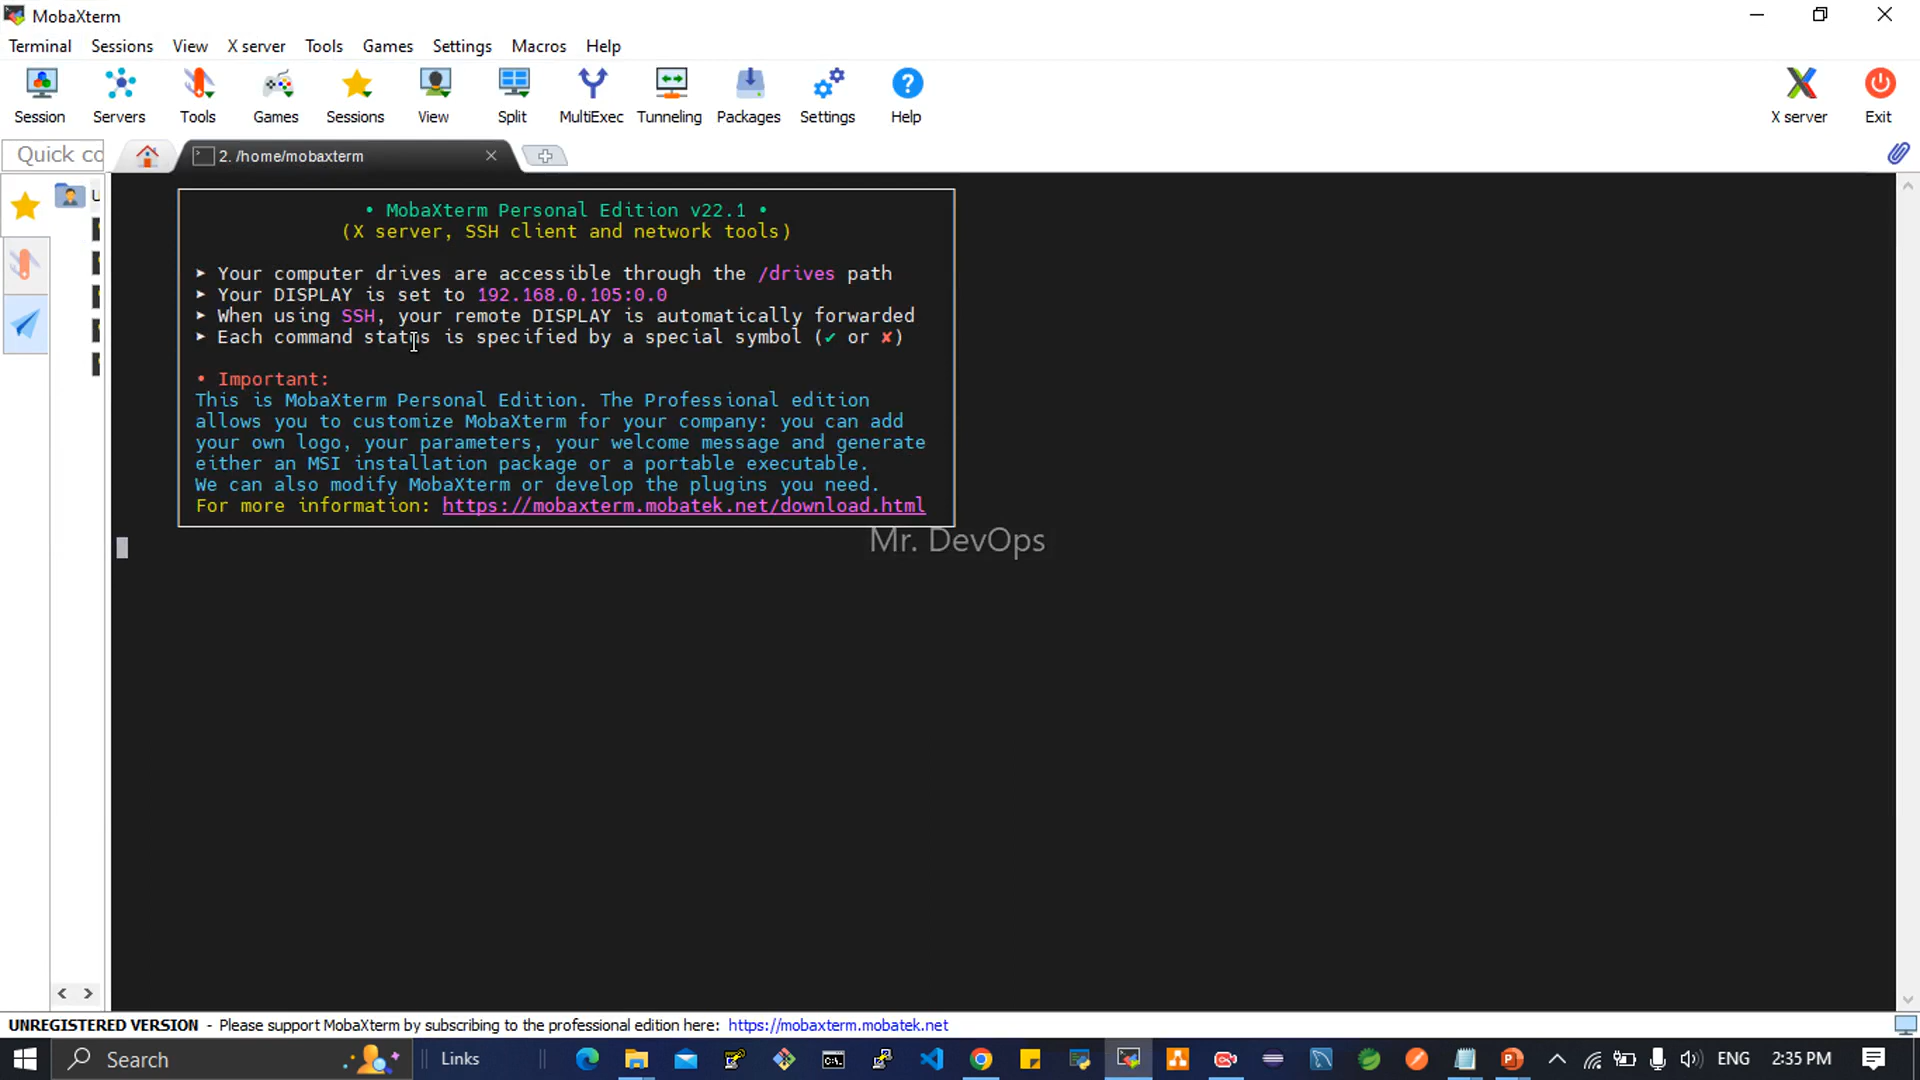 MobaXterm
Terminal Sessions View X server Tools Games Settings Macros Help
Session Servers Tools Games Sessions View Split MultiExec Tunneling Packages Settings Help X server Exit
Quick co
2. /home/mobaxterm
U
• MobaXterm Personal Edition v22.1 •
(X server, SSH client and network tools)
➤ Your computer drives are accessible through the /drives path
➤ Your DISPLAY is set to 192.168.0.105:0.0
➤ When using SSH, your remote DISPLAY is automatically forwarded
➤ Each command status is specified by a special symbol (✔ or ✘)
• Important:
This is MobaXterm Personal Edition. The Professional edition
allows you to customize MobaXterm for your company: you can add
your own logo, your parameters, your welcome message and generate
either an MSI installation package or a portable executable.
We can also modify MobaXterm or develop the plugins you need.
For more information: https://mobaxterm.mobatek.net/download.html
Mr. DevOps
UNREGISTERED VERSION - Please support MobaXterm by subscribing to the professional edition here: https://mobaxterm.mobatek.net
Search Links ENG 2:35 PM